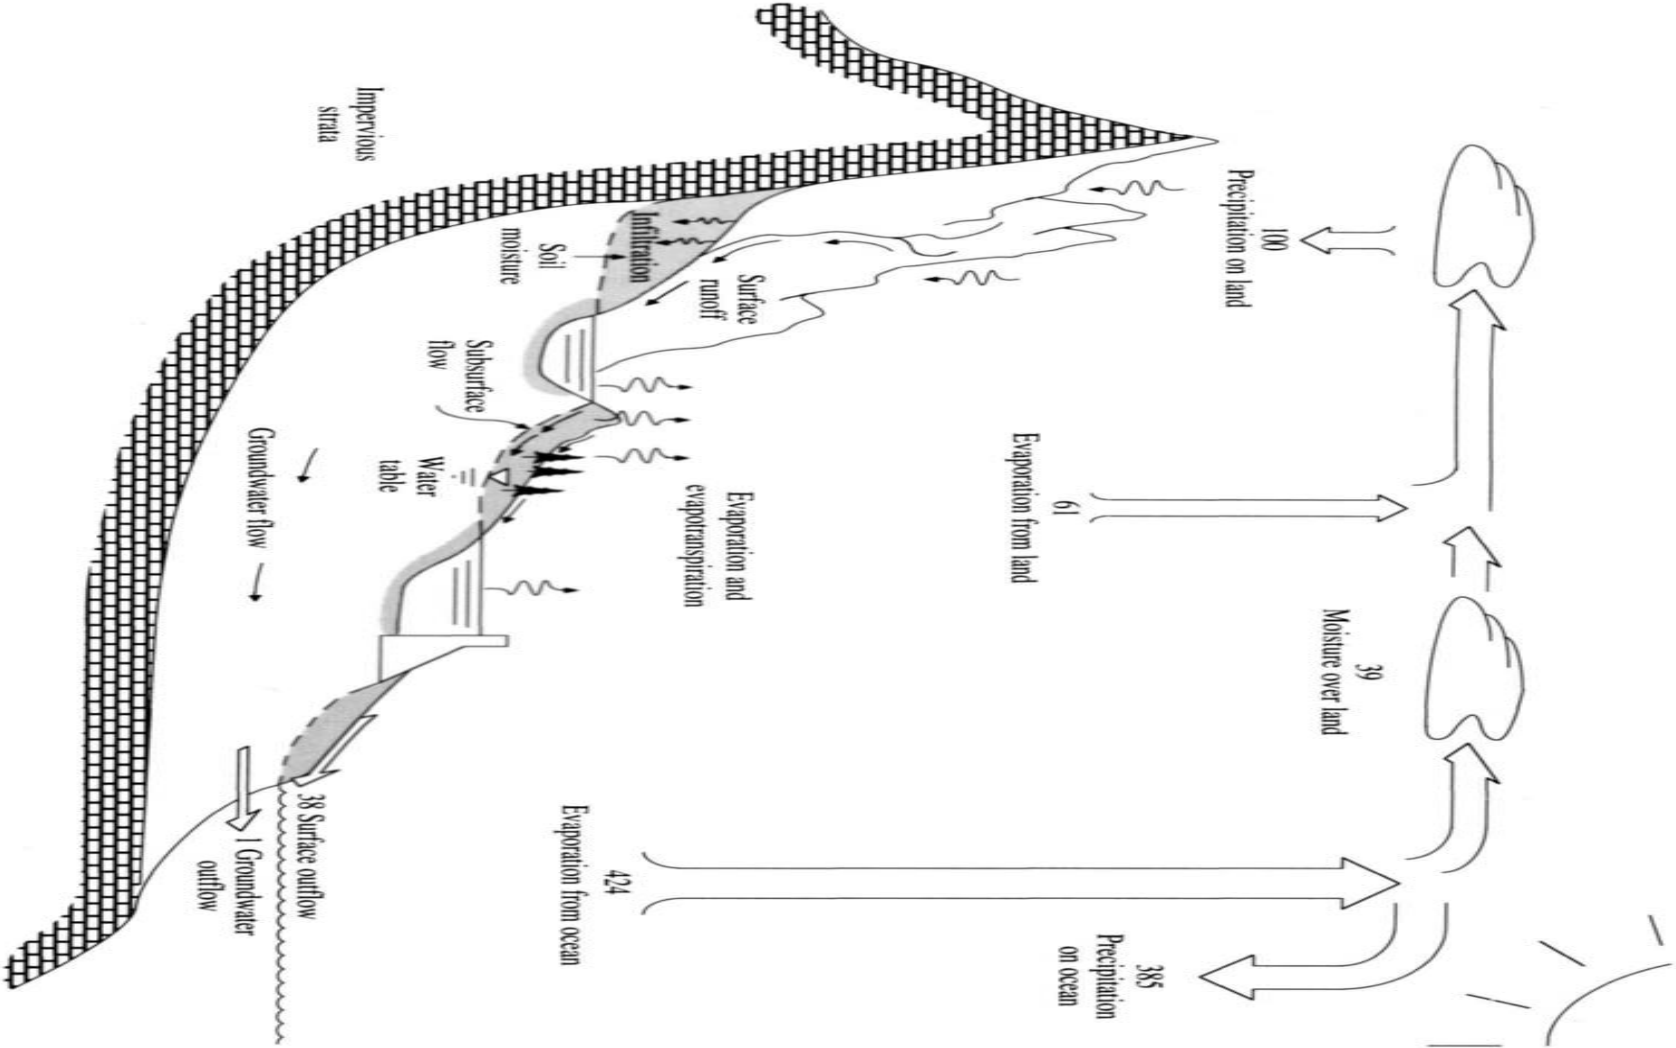 39
Moisture over land
100
Precipitation on land
385
Precipitation
on ocean
61
Evaporation from land
Evaporation and
evapotranspiration
Surface
runoff
Infiltration
Soil
moisture
424
Evaporation from ocean
Subsurface
flow
Water
table
Impervious
strata
38 Surface outflow
Groundwater flow
1 Groundwater
outflow